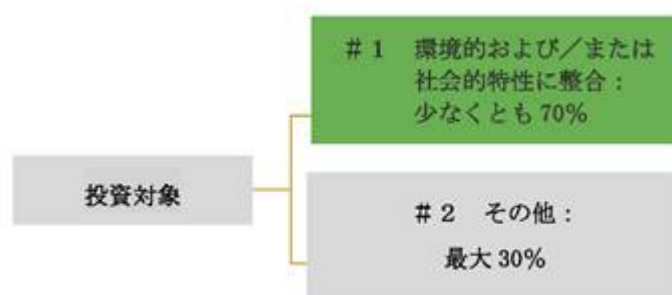 ＃１　環境的および／または
社会的特性に整合：
少なくとも 70%
投資対象
＃２　その他：
最大 30%